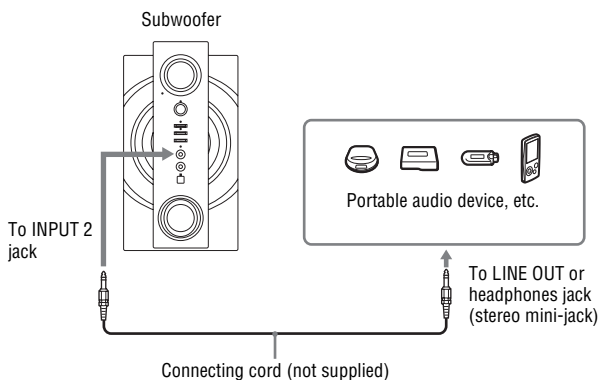 Subwoofer
Portable audio device, etc.
To INPUT 2
jack
To LINE OUT or
headphones jack
(stereo mini-jack)
Connecting cord (not supplied)